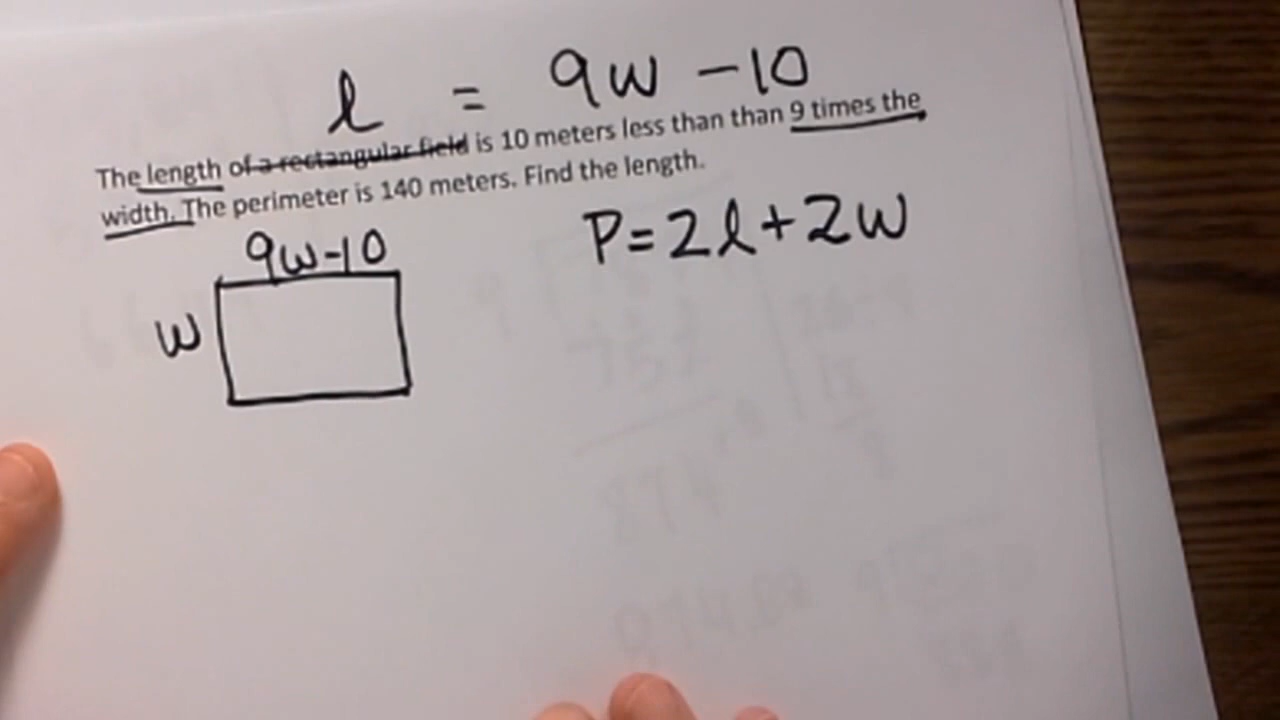 l = 9w - 10
The length of a rectangular field is 10 meters less than than 9 times the
width. The perimeter is 140 meters. Find the length.
9w-10
P=2l+2w
w